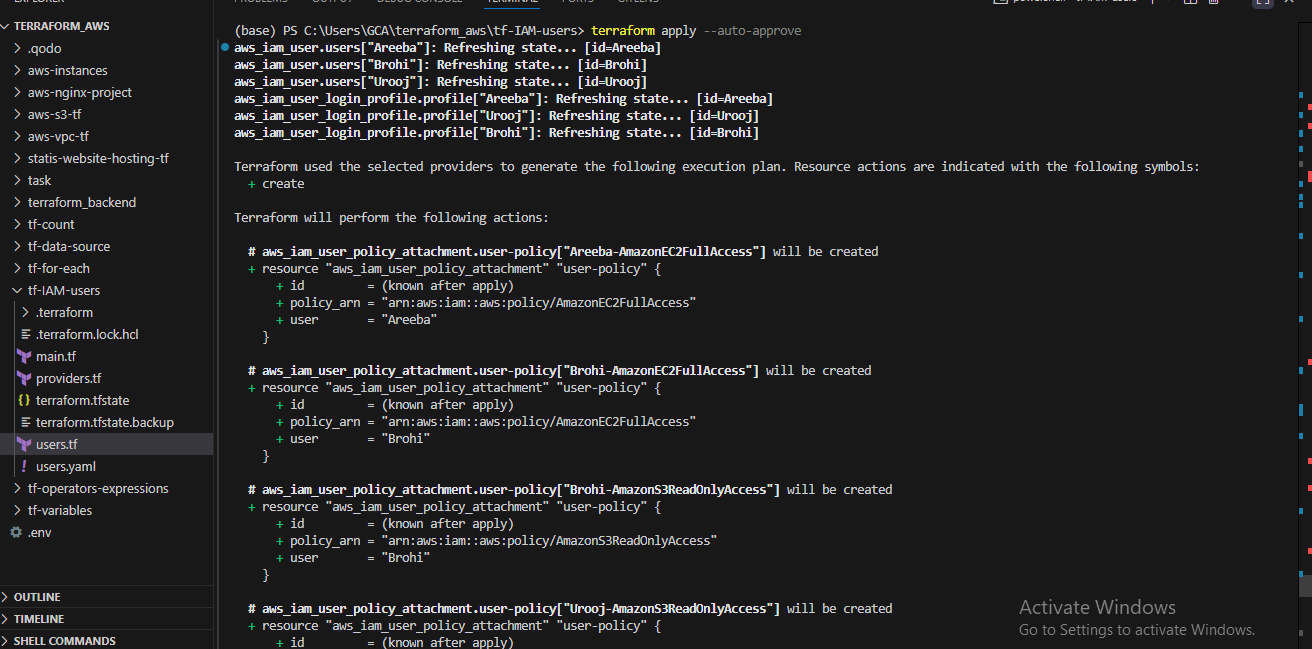 EXPLORER
TERRAFORM_AWS
.qodo
aws-instances
aws-nginx-project
aws-s3-tf
aws-vpc-tf
statis-website-hosting-tf
task
terraform_backend
tf-count
tf-data-source
tf-for-each
tf-IAM-users
.terraform
.terraform.lock.hcl
main.tf
providers.tf
terraform.tfstate
terraform.tfstate.backup
users.tf
users.yaml
tf-operators-expressions
tf-variables
.env
OUTLINE
TIMELINE
SHELL COMMANDS
PROBLEMS OUTPUT DEBUG CONSOLE TERMINAL PORTS
(base) PS C:\Users\GCA\terraform_aws\tf-IAM-users> terraform apply --auto-approve
aws_iam_user.users["Areeba"]: Refreshing state... [id=Areeba]
aws_iam_user.users["Brohi"]: Refreshing state... [id=Brohi]
aws_iam_user.users["Urooj"]: Refreshing state... [id=Urooj]
aws_iam_user_login_profile.profile["Areeba"]: Refreshing state... [id=Areeba]
aws_iam_user_login_profile.profile["Urooj"]: Refreshing state... [id=Urooj]
aws_iam_user_login_profile.profile["Brohi"]: Refreshing state... [id=Brohi]
Terraform used the selected providers to generate the following execution plan. Resource actions are indicated with the following symbols:
+ create
Terraform will perform the following actions:
# aws_iam_user_policy_attachment.user-policy["Areeba-AmazonEC2FullAccess"] will be created
+ resource "aws_iam_user_policy_attachment" "user-policy" {
+ id = (known after apply)
+ policy_arn = "arn:aws:iam::aws:policy/AmazonEC2FullAccess"
+ user = "Areeba"
}
# aws_iam_user_policy_attachment.user-policy["Brohi-AmazonEC2FullAccess"] will be created
+ resource "aws_iam_user_policy_attachment" "user-policy" {
+ id = (known after apply)
+ policy_arn = "arn:aws:iam::aws:policy/AmazonEC2FullAccess"
+ user = "Brohi"
}
# aws_iam_user_policy_attachment.user-policy["Brohi-AmazonS3ReadOnlyAccess"] will be created
+ resource "aws_iam_user_policy_attachment" "user-policy" {
+ id = (known after apply)
+ policy_arn = "arn:aws:iam::aws:policy/AmazonS3ReadOnlyAccess"
+ user = "Brohi"
}
# aws_iam_user_policy_attachment.user-policy["Urooj-AmazonS3ReadOnlyAccess"] will be created
+ resource "aws_iam_user_policy_attachment" "user-policy" {
+ id = (known after apply)
Activate Windows
Go to Settings to activate Windows.